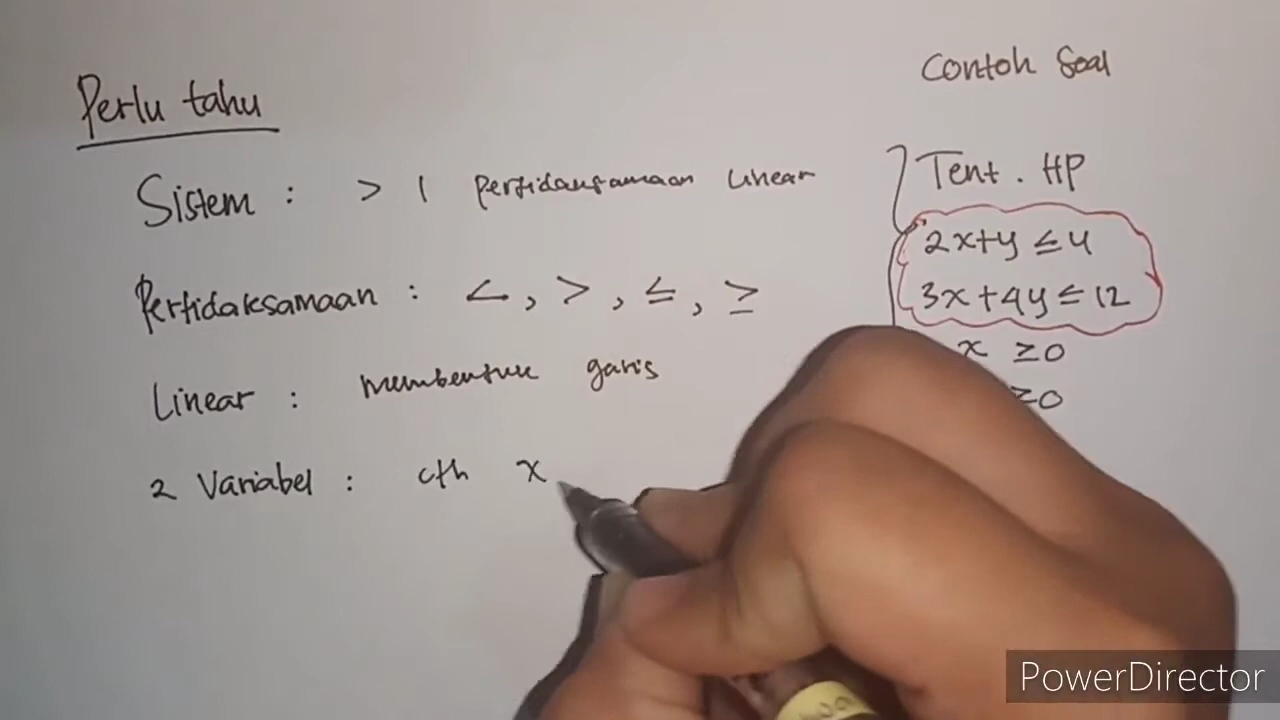 Perlu tahu
Sistem : > 1 Pertidaksamaan linear
Pertidaksamaan : <, >, ≤, ≥
Linear : Membentuk garis
2 Variabel : cth x
Contoh Soal
Tent. HP
2x+y ≤ 4
3x+4y ≤ 12
x ≥0
≥0
PowerDirector